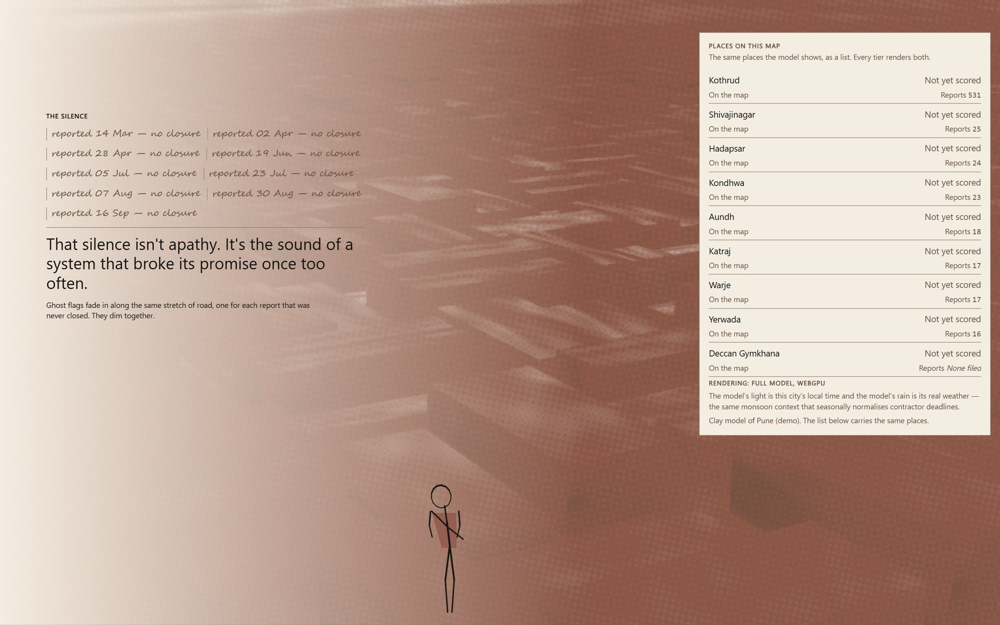 THE SILENCE
reported 14 Mar — no closure
reported 02 Apr — no closure
reported 28 Apr — no closure
reported 19 Jun — no closure
reported 05 Jul — no closure
reported 23 Jul — no closure
reported 07 Aug — no closure
reported 30 Aug — no closure
reported 16 Sep — no closure
That silence isn't apathy. It's the sound of a
system that broke its promise once too
often.
Ghost flags fade in along the same stretch of road, one for each report that was
never closed. They dim together.
PLACES ON THIS MAP
The same places the model shows, as a list. Every tier renders both.
Kothrud Not yet scored
On the map Reports 531
Shivajinagar Not yet scored
On the map Reports 25
Hadapsar Not yet scored
On the map Reports 24
Kondhwa Not yet scored
On the map Reports 23
Aundh Not yet scored
On the map Reports 18
Katraj Not yet scored
On the map Reports 17
Warje Not yet scored
On the map Reports 17
Yerwada Not yet scored
On the map Reports 16
Deccan Gymkhana Not yet scored
On the map Reports None filed
RENDERING: FULL MODEL, WEBGPU
The model's light is this city's local time and the model's rain is its real weather —
the same monsoon context that seasonally normalises contractor deadlines.
Clay model of Pune (demo). The list below carries the same places.